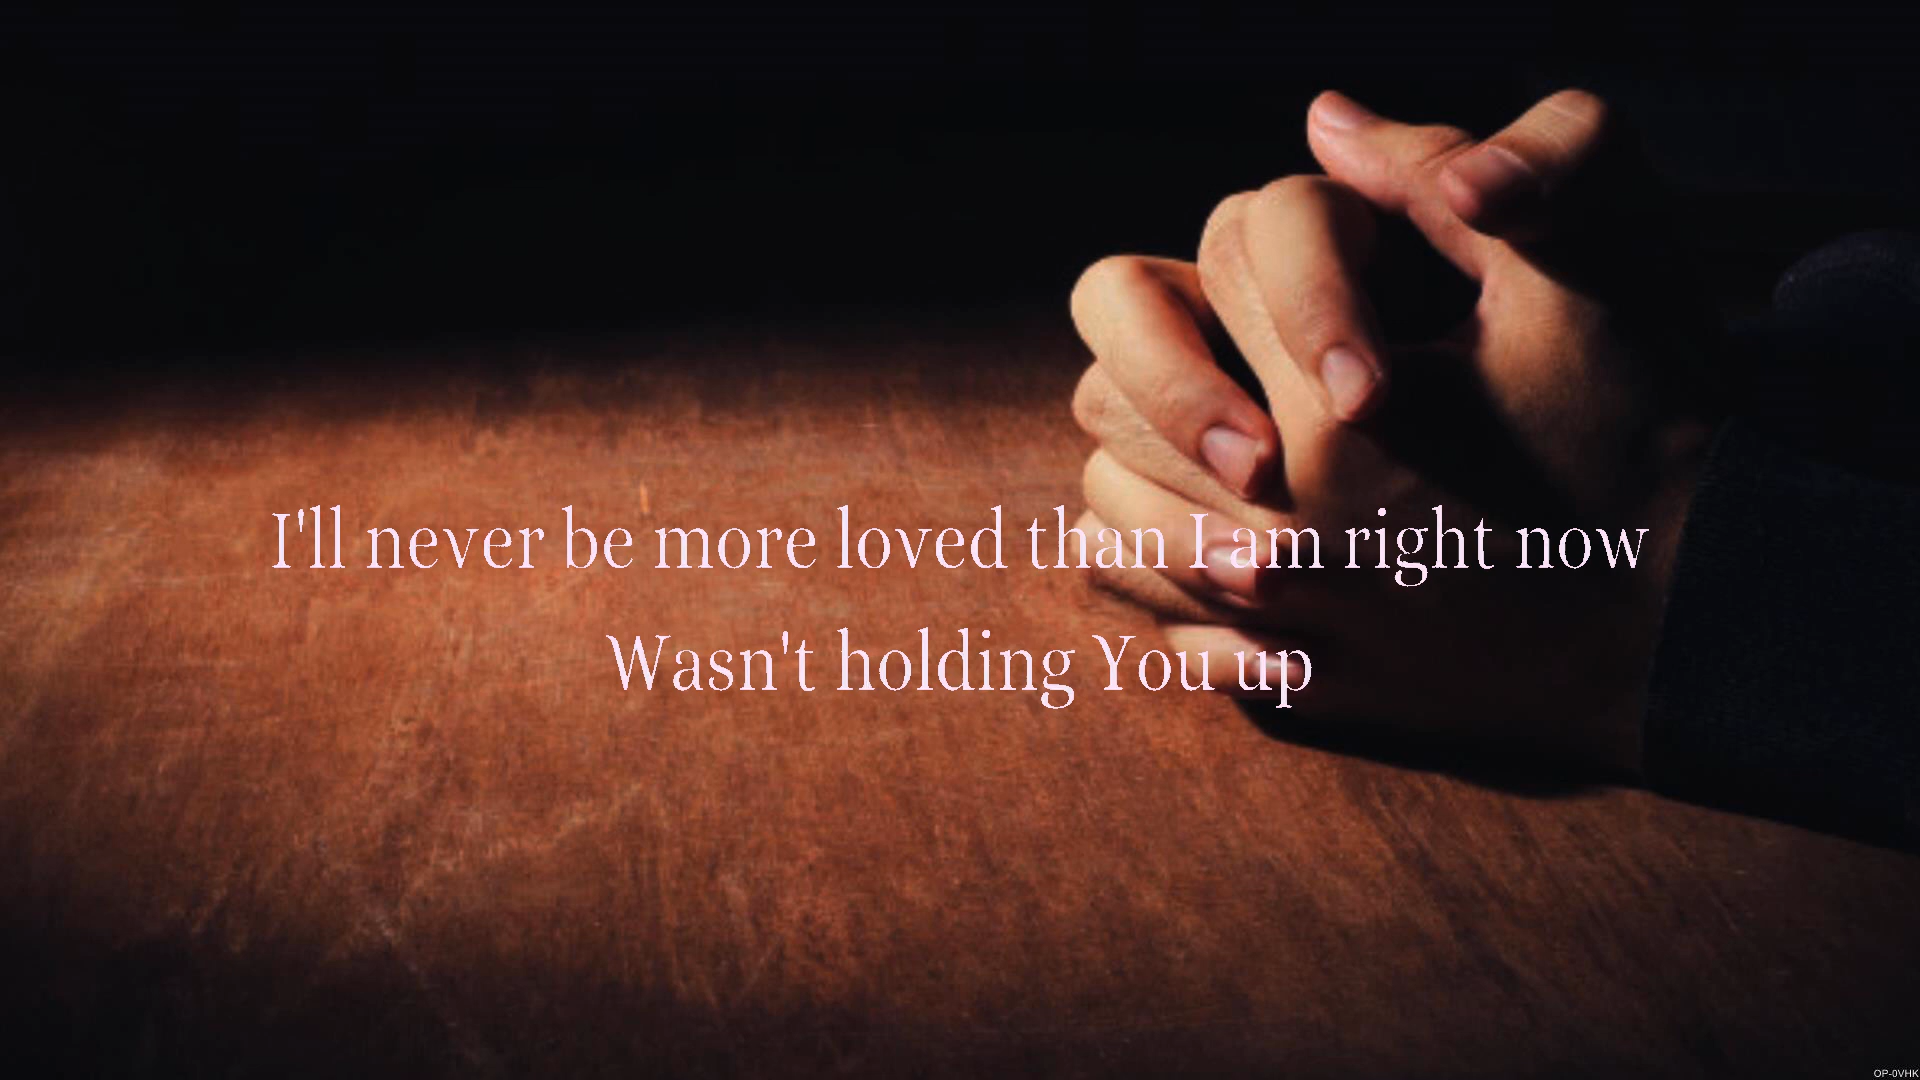 I'll never be more loved than I am right now
Wasn't holding You up
OP-0VHK